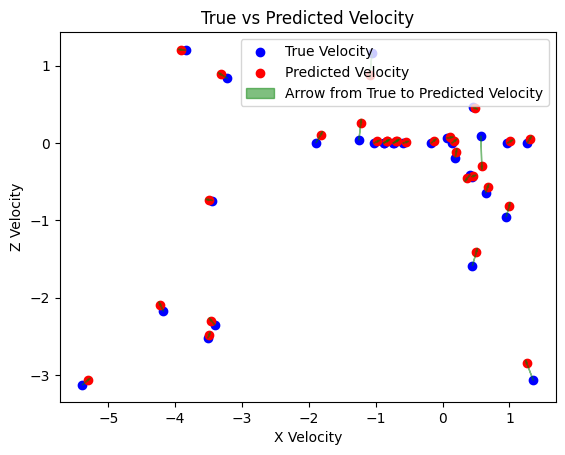 True vs Predicted Velocity
True Velocity
Predicted Velocity
Arrow from True to Predicted Velocity
Z Velocity
1
0
−1
−2
−3
−5
−4
−3
−2
−1
0
1
X Velocity